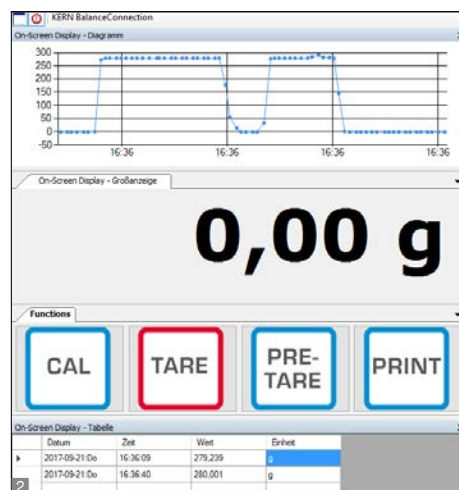 KERN BalanceConnection
On-Screen Display - Diagramm
300
250
200
150
100
50
0
-50
16:36 16:36 16:36 16:36
On-Screen Display - Großanzeige
0,00 g
Functions
CAL TARE PRE-TARE PRINT
On-Screen Display - Tabelle
Datum Zeit Wert Einheit
2017-09-21:Do 16:36:09 279,239 g
2017-09-21:Do 16:36:40 280,001 g
2